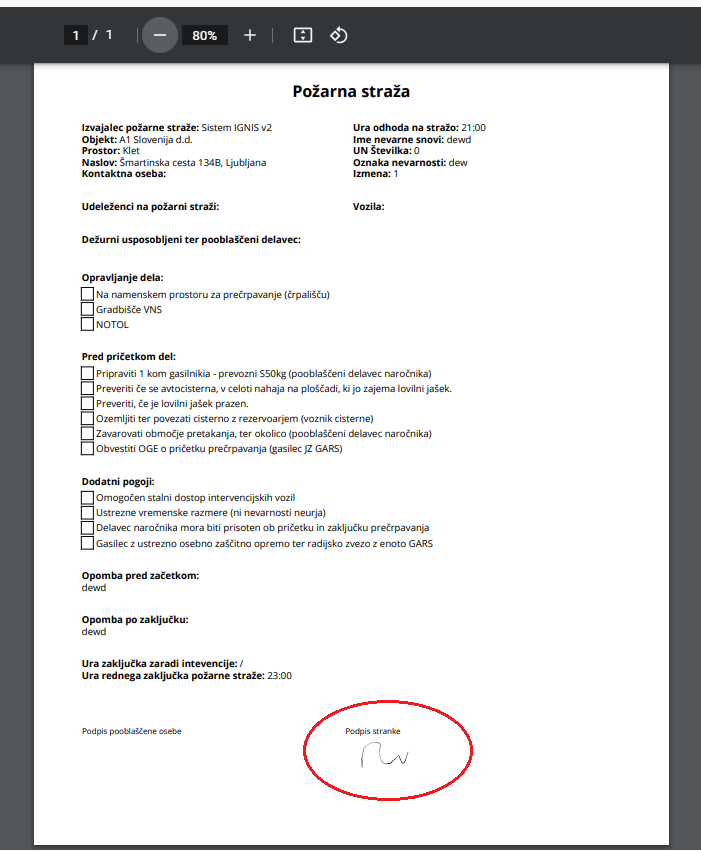 1 / 1
80%
Požarna straža
Izvajalec požarne straže: Sistem IGNIS v2
Objekt: A1 Slovenija d.d.
Prostor: Klet
Naslov: Šmartinska cesta 134B, Ljubljana
Kontaktna oseba:
Ura odhoda na stražo: 21:00
Ime nevarne snovi: dewd
UN Številka: 0
Oznaka nevarnosti: dew
Izmena: 1
Udeleženci na požarni straži:
Vozila:
Dežurni usposobljeni ter pooblaščeni delavec:
Opravljanje dela:
Na namenskem prostoru za prečrpavanje (črpališču)
Gradbišče VNS
NOTOL
Pred pričetkom del:
Pripraviti 1 kom gasilnikia - prevozni S50kg (pooblaščeni delavec naročnika)
Preveriti če se avtocisterna, v celoti nahaja na ploščadi, ki jo zajema lovilni jašek.
Preveriti, če je lovilni jašek prazen.
Ozemljiti ter povezati cisterno z rezervoarjem (voznik cisterne)
Zavarovati območje pretakanja, ter okolico (pooblaščeni delavec naročnika)
Obvestiti OGE o pričetku prečrpavanja (gasilec JZ GARS)
Dodatni pogoji:
Omogočen stalni dostop intervencijskih vozil
Ustrezne vremenske razmere (ni nevarnosti neurja)
Delavec naročnika mora biti prisoten ob pričetku in zaključku prečrpavanja
Gasilec z ustrezno osebno zaščitno opremo ter radijsko zvezo z enoto GARS
Opomba pred začetkom:
dewd
Opomba po zaključku:
dewd
Ura zaključka zaradi intevencije: /
Ura rednega zaključka požarne straže: 23:00
Podpis pooblaščene osebe
Podpis stranke